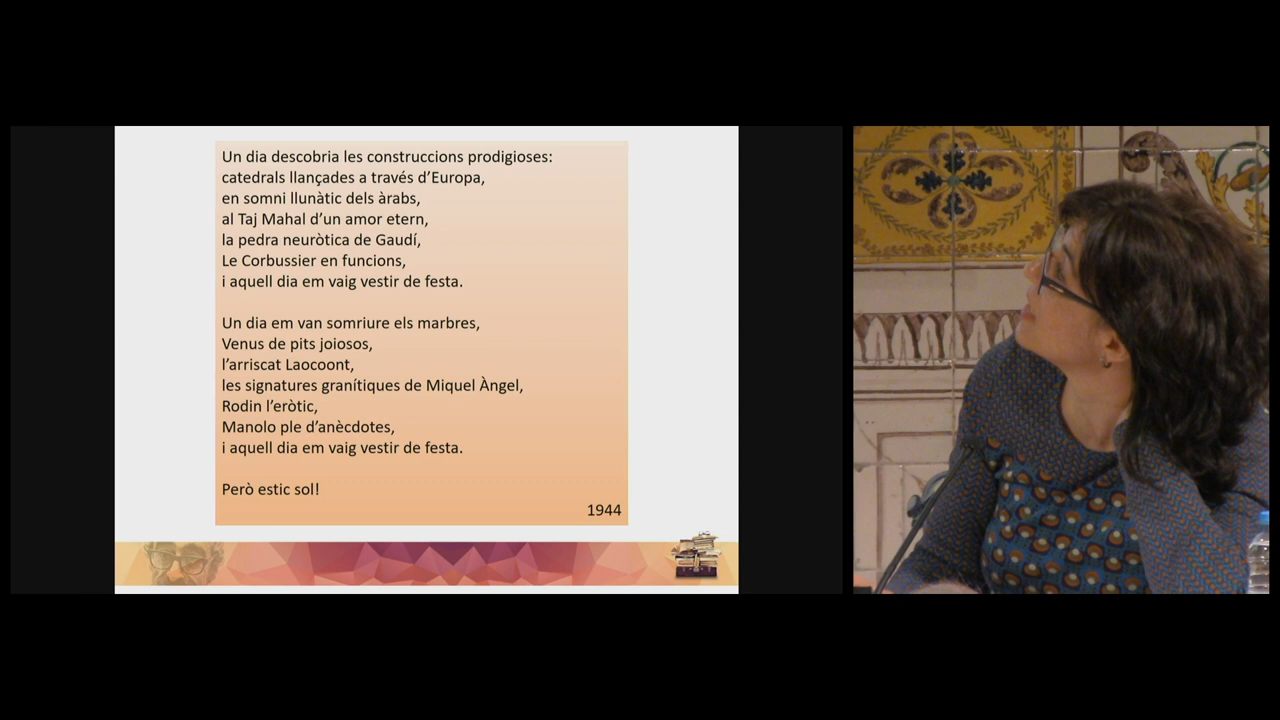 Un dia descobria les construccions prodigioses:
catedrals llançades a través d’Europa,
en somni llunàtic dels àrabs,
al Taj Mahal d’un amor etern,
la pedra neuròtica de Gaudí,
Le Corbussier en funcions,
i aquell dia em vaig vestir de festa.
Un dia em van somriure els marbres,
Venus de pits joiosos,
l’arriscat Laocoont,
les signatures granítiques de Miquel Àngel,
Rodin l’eròtic,
Manolo ple d’anècdotes,
i aquell dia em vaig vestir de festa.
Però estic sol!
1944